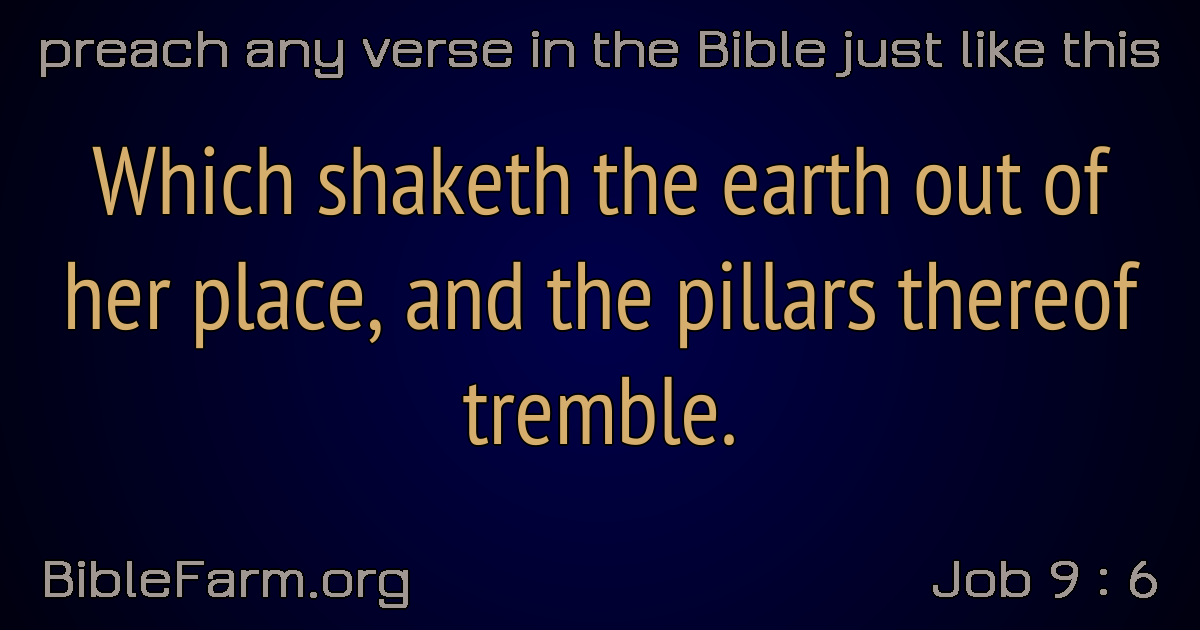 preach any verse in the Bible just like this
Which shaketh the earth out of
her place, and the pillars thereof
tremble.
BibleFarm.org
Job 9 : 6